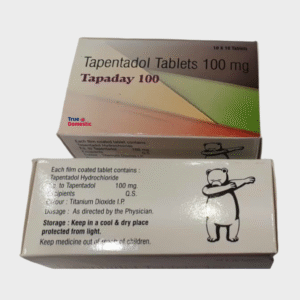 10 X 10 Tablets
Tapentadol Tablets 100 mg
Tapaday 100
True
Domestic
Each film coated tablet contains :
Tapentadol Hydrochloride
to Tapentadol 100 mg
Excipients Q.S.
Colour : Titanium Dioxide I.P.
Dosage : As directed by the Physician.
Storage : Keep in a cool & dry place
protected from light.
Keep medicine out of reach of children.